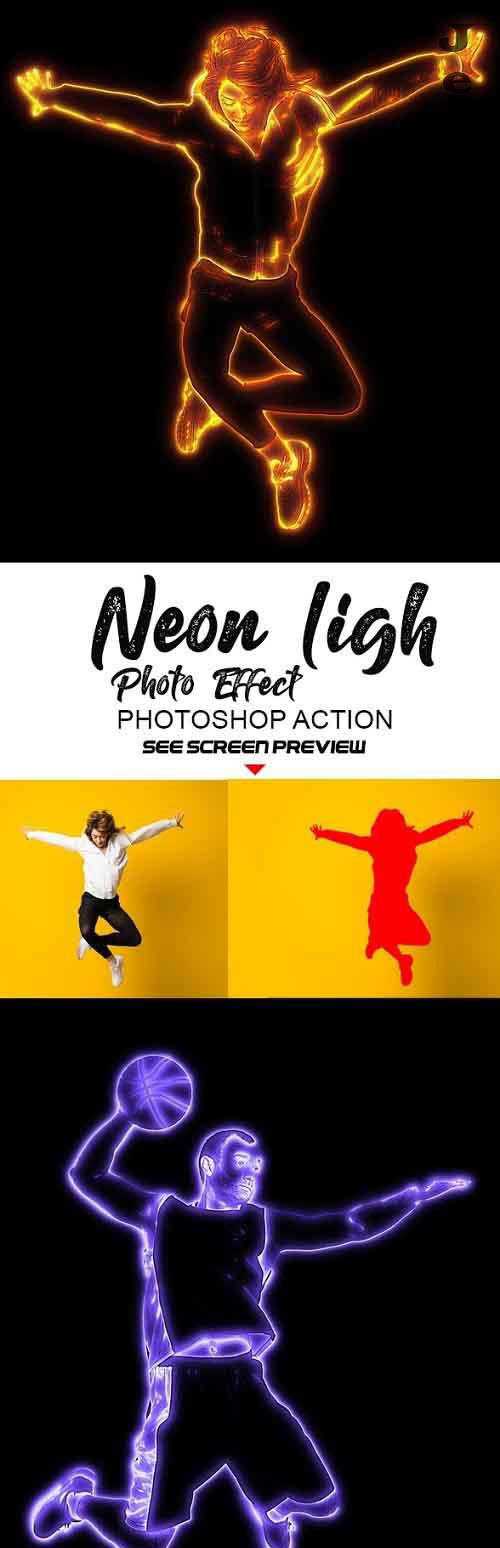 J
e
Neon ligh
Photo Effect
PHOTOSHOP ACTION
SEE SCREEN PREVIEW